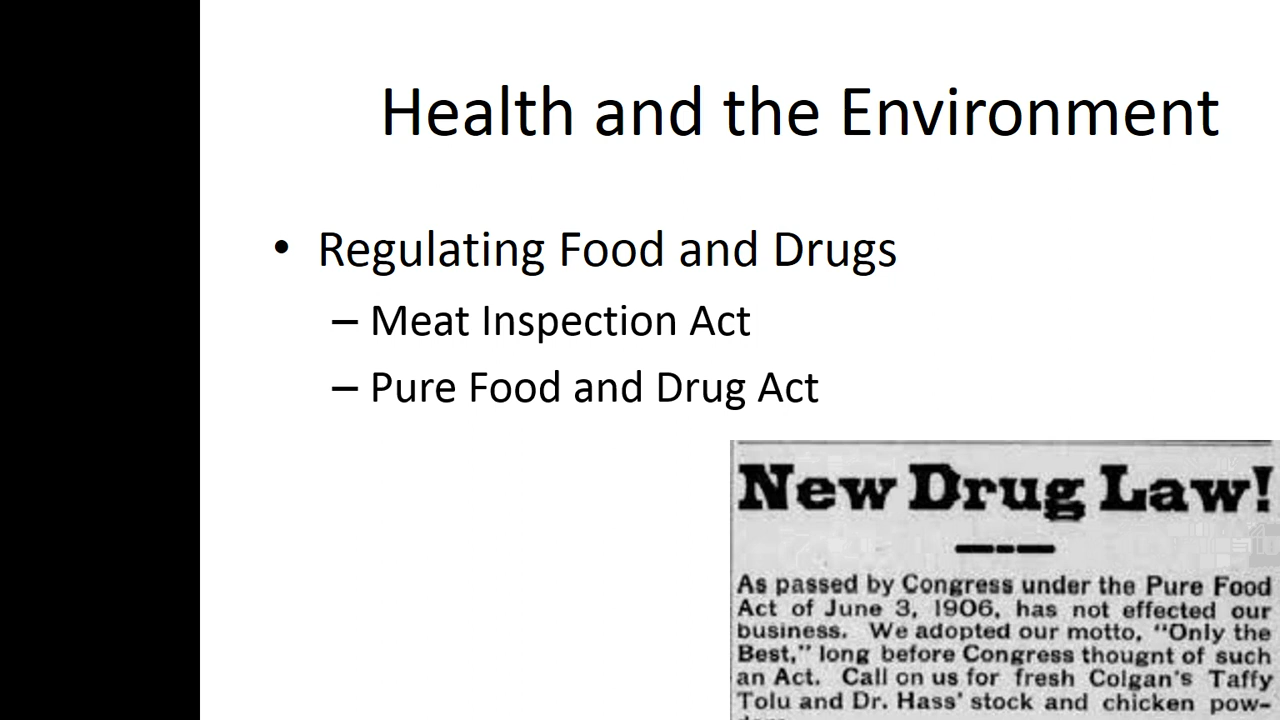 Health and the Environment
• Regulating Food and Drugs
– Meat Inspection Act
– Pure Food and Drug Act
New Drug Law!
As passed by Congress under the Pure Food
Act of June 3, 1906, has not effected our
business. We adopted our motto, "Only the
Best," long before Congress thougnt of such
an Act. Call on us for fresh Colgan's Taffy
Tolu and Dr. Hass' stock and chicken pow-